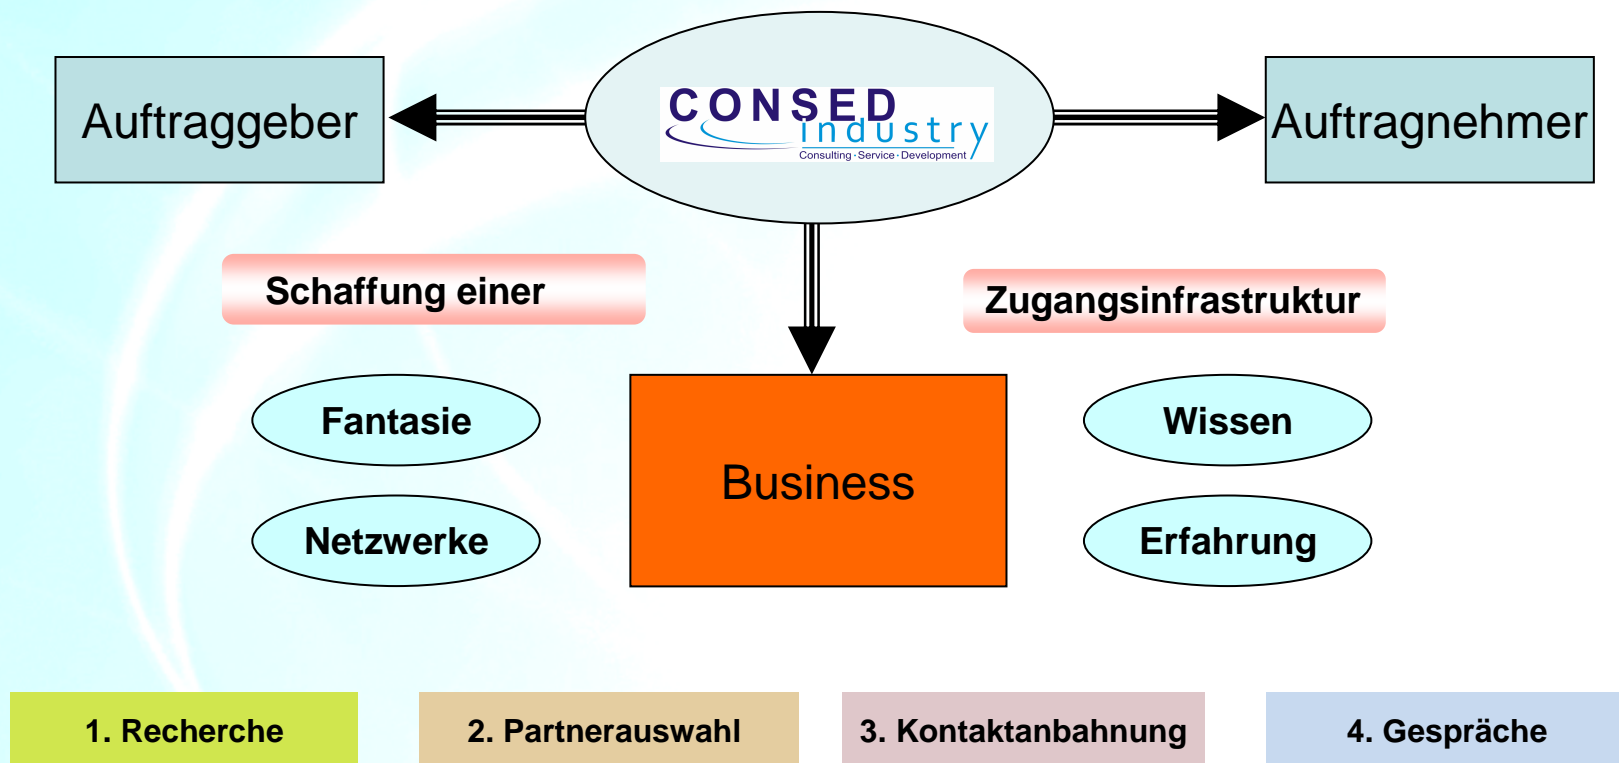 Auftraggeber
CONSED
industry
Consulting·Service·Development
Auftragnehmer
Schaffung einer
Zugangsinfrastruktur
Fantasie
Wissen
Business
Netzwerke
Erfahrung
1. Recherche
2. Partnerauswahl
3. Kontaktanbahnung
4. Gespräche